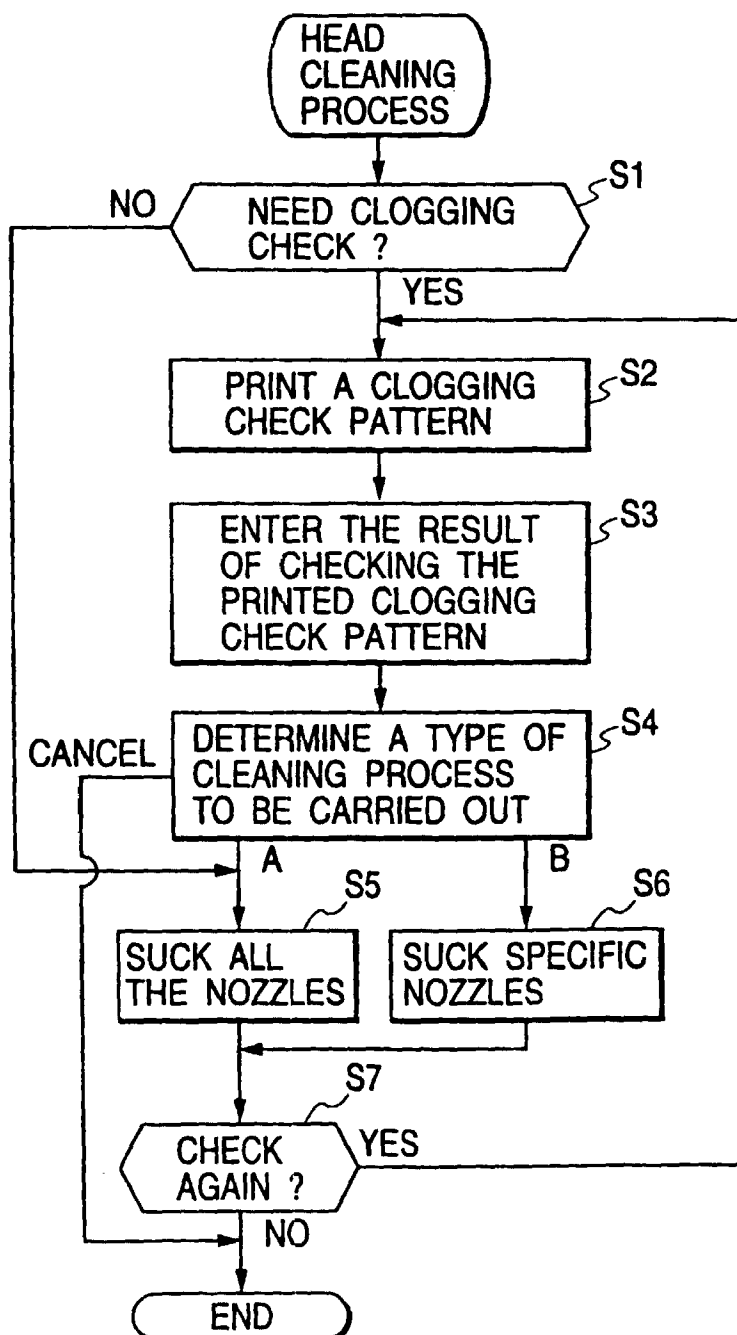 HEAD
CLEANING
PROCESS
S1
NO
NEED CLOGGING
CHECK ?
YES
S2
PRINT A CLOGGING
CHECK PATTERN
S3
ENTER THE RESULT
OF CHECKING THE
PRINTED CLOGGING
CHECK PATTERN
S4
CANCEL
DETERMINE A TYPE OF
CLEANING PROCESS
TO BE CARRIED OUT
A
B
S5
S6
SUCK ALL
THE NOZZLES
SUCK SPECIFIC
NOZZLES
S7
CHECK
AGAIN ?
YES
NO
END